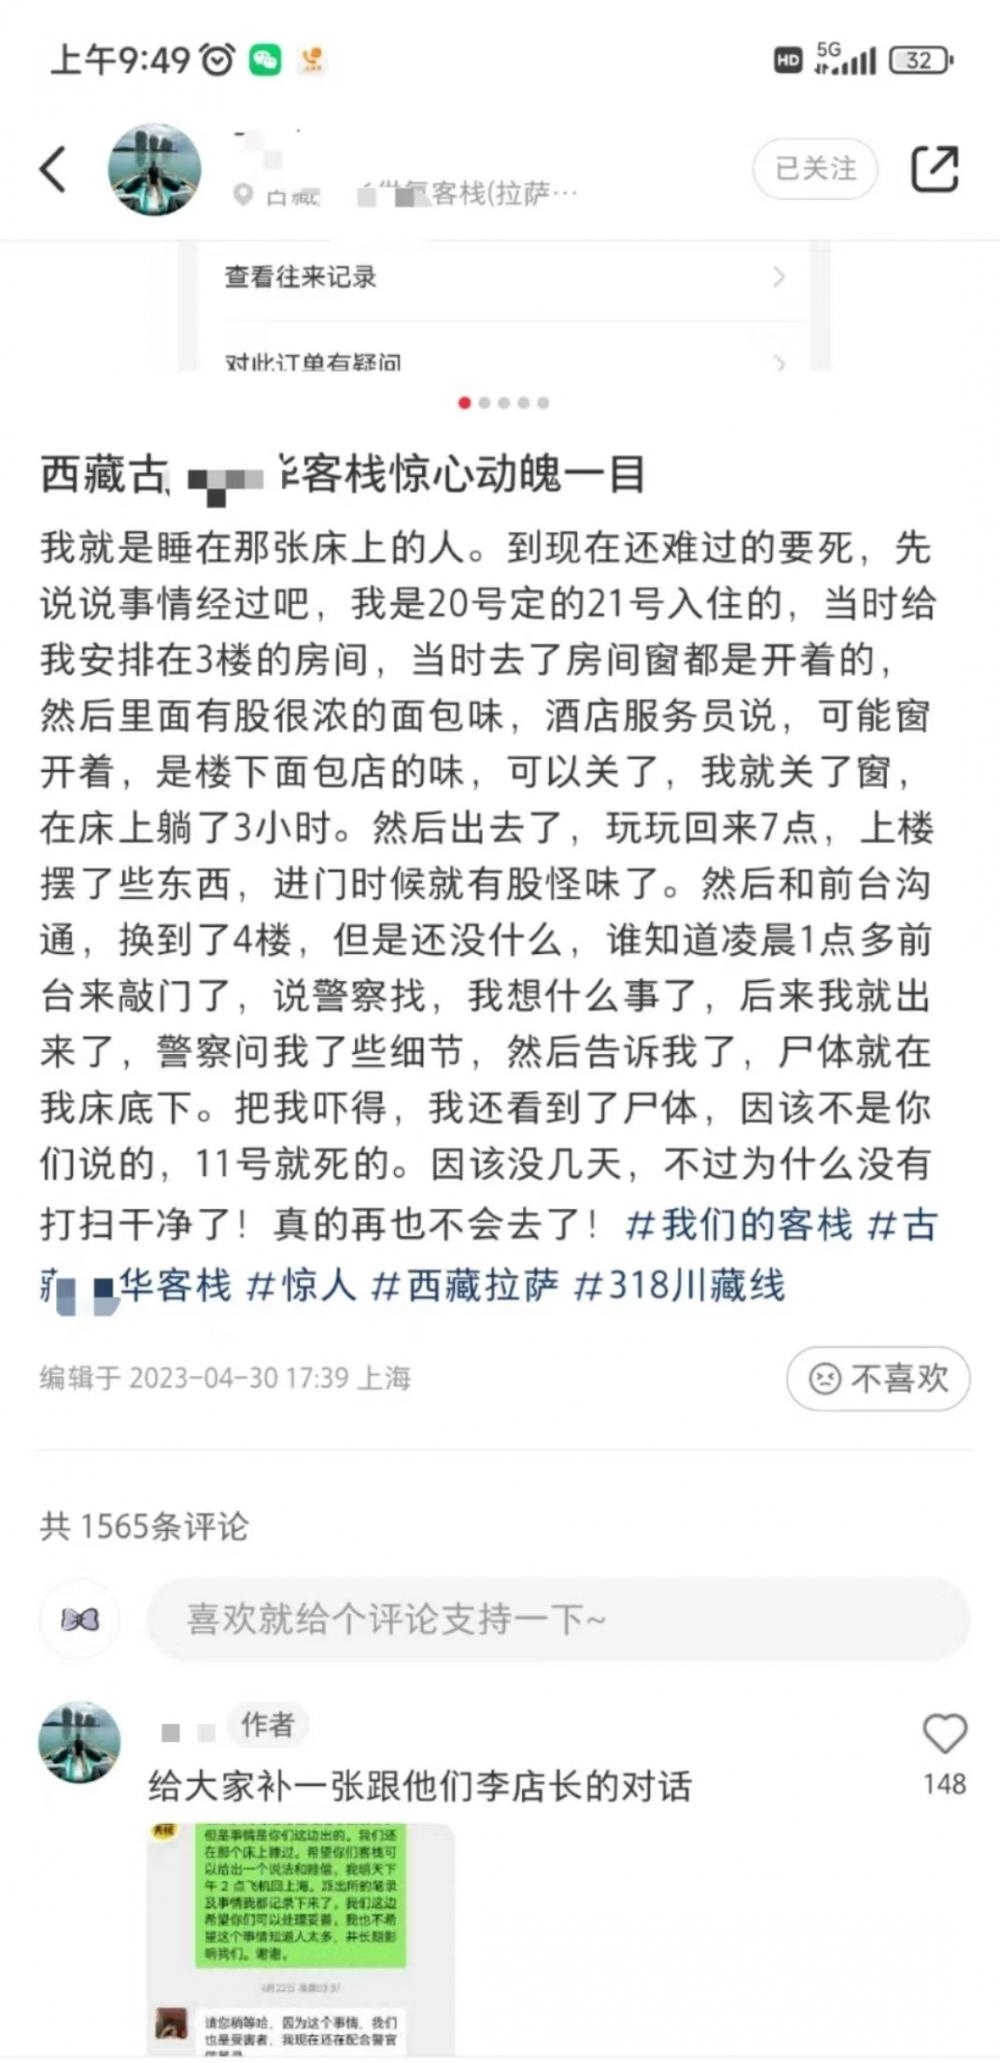 上午9:49
HD 5G 32
客栈(拉萨…
已关注
查看往来记录
对此订单有疑问
西藏古 华客栈惊心动魄一目
我就是睡在那张床上的人。到现在还难过的要死，先
说说事情经过吧，我是20号定的21号入住的，当时给
我安排在3楼的房间，当时去了房间窗都是开着的，
然后里面有股很浓的面包味，酒店服务员说，可能窗
开着，是楼下面包店的味，可以关了，我就关了窗，
在床上躺了3小时。然后出去了，玩玩回来7点，上楼
摆了些东西，进门时候就有股怪味了。然后和前台沟
通，换到了4楼，但是还没什么，谁知道凌晨1点多前
台来敲门了，说警察找，我想什么事了，后来我就出
来了，警察问我了些细节，然后告诉我了，尸体就在
我床底下。把我吓得，我还看到了尸体，因该不是你
们说的，11号就死的。因该没几天，不过为什么没有
打扫干净了！真的再也不会去了！#我们的客栈 #古
华客栈 #惊人 #西藏拉萨 #318川藏线
编辑于 2023-04-30 17:39 上海
不喜欢
共 1565条评论
喜欢就给个评论支持一下~
作者
给大家补一张跟他们李店长的对话
148
但是事情是你们这边出的。我们还
在那个床上睡过。希望你们客栈可
以给出一个说法和赔偿，我明天下
午2点飞机回上海。派出所的笔录
及事情我都记录下来了。我们这边
希望你们可以处理妥善。我也不希
望这个事情知道人太多，并长期影
响我们。谢谢。
4月22日 凌晨03:37
请您稍等哈，因为这个事情，我们
也是受害者，我现在还在配合警官